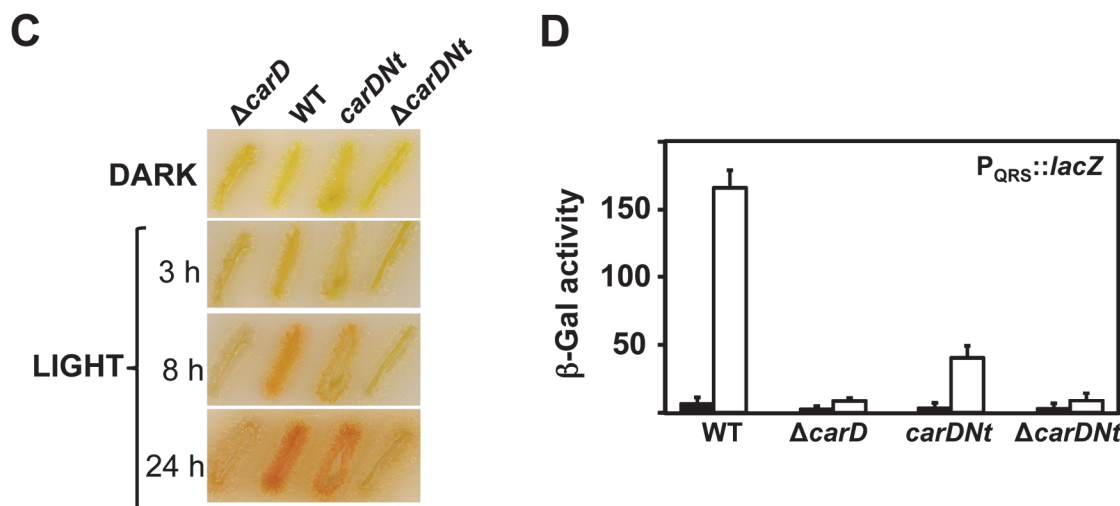 C
ΔcarD WT carDNt ΔcarDNt
DARK
LIGHT
3 h
8 h
24 h
D
PQRS::lacZ
β-Gal activity
150
100
50
WT ΔcarD carDNt ΔcarDNt